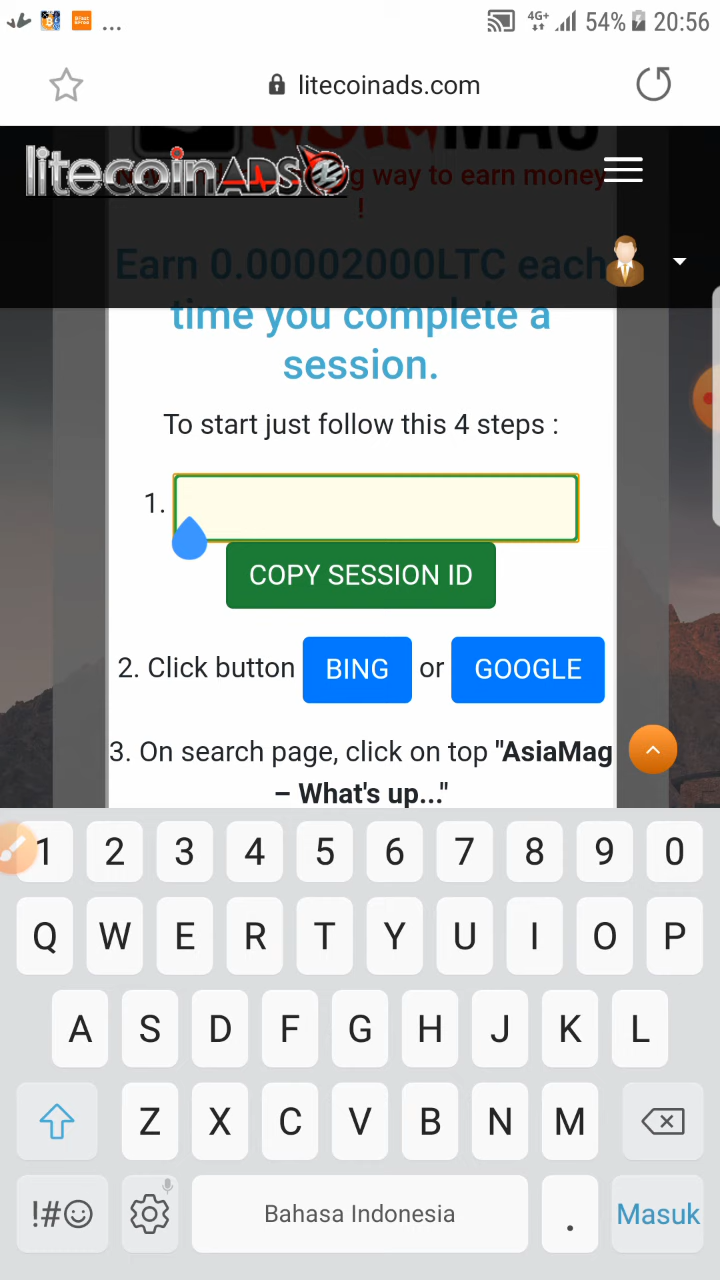 ...
4G+
54%
20:56
litecoinads.com
litecoinADS
way to earn money
!
Earn 0.00002000LTC each
time you complete a
session.
To start just follow this 4 steps :
1.
COPY SESSION ID
2. Click button BING or GOOGLE
3. On search page, click on top "AsiaMag
– What's up..."
1 2 3 4 5 6 7 8 9 0
Q W E R T Y U I O P
A S D F G H J K L
Z X C V B N M
!#☺ Bahasa Indonesia . Masuk